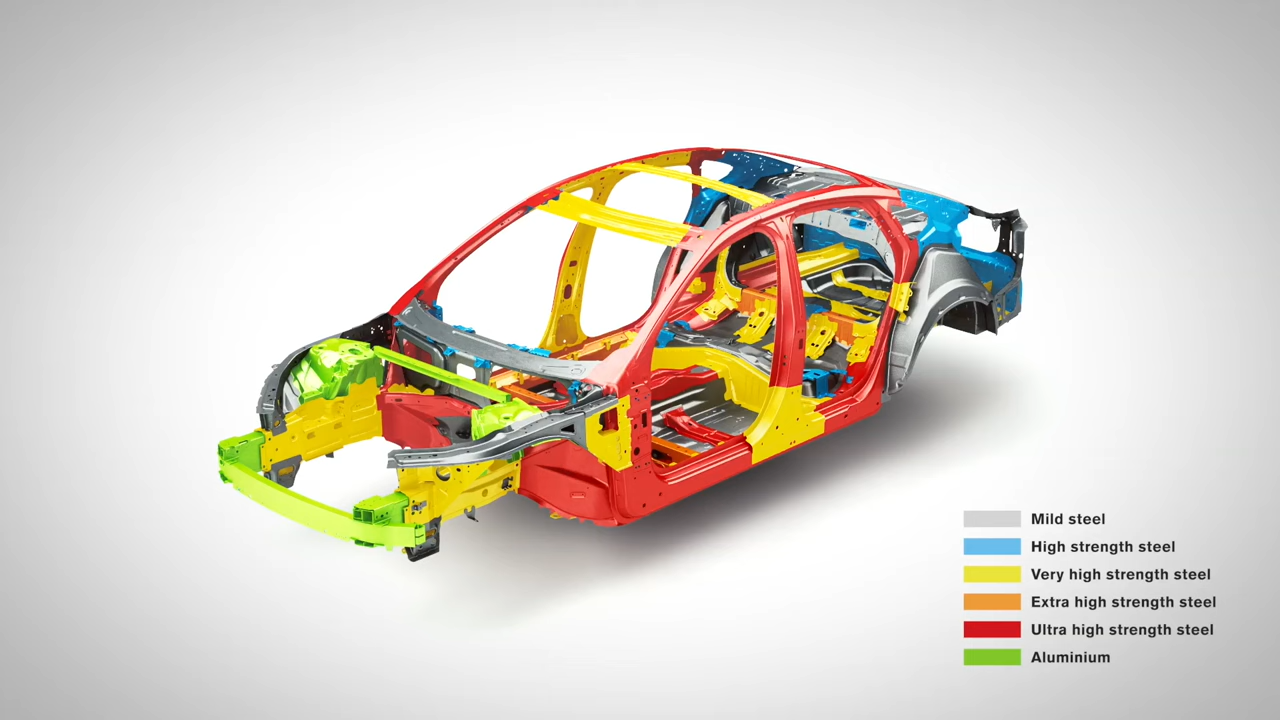 Mild steel
High strength steel
Very high strength steel
Extra high strength steel
Ultra high strength steel
Aluminium